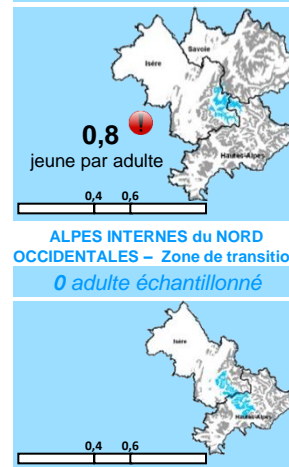 Savoie
Isère
0,8
jeune par adulte
Hautes-Alpes
0,4 0,6
ALPES INTERNES du NORD
OCCIDENTALES – Zone de transitio
0 adulte échantillonné
Isère
Hautes-Alpes
0,4 0,6